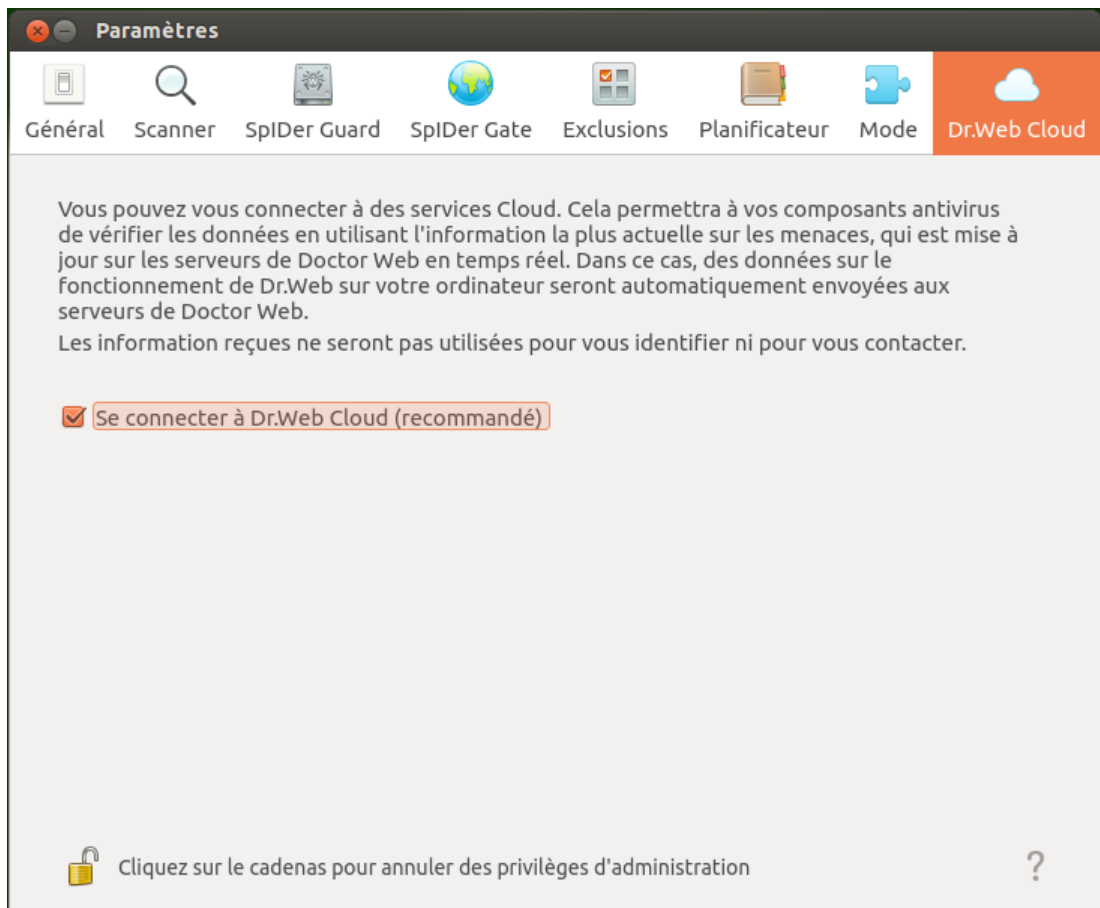 Paramètres
Général Scanner SpIDer Guard SpIDer Gate Exclusions Planificateur Mode Dr.Web Cloud
Vous pouvez vous connecter à des services Cloud. Cela permettra à vos composants antivirus
de vérifier les données en utilisant l'information la plus actuelle sur les menaces, qui est mise à
jour sur les serveurs de Doctor Web en temps réel. Dans ce cas, des données sur le
fonctionnement de Dr.Web sur votre ordinateur seront automatiquement envoyées aux
serveurs de Doctor Web.
Les information reçues ne seront pas utilisées pour vous identifier ni pour vous contacter.
Se connecter à Dr.Web Cloud (recommandé)
Cliquez sur le cadenas pour annuler des privilèges d'administration ?